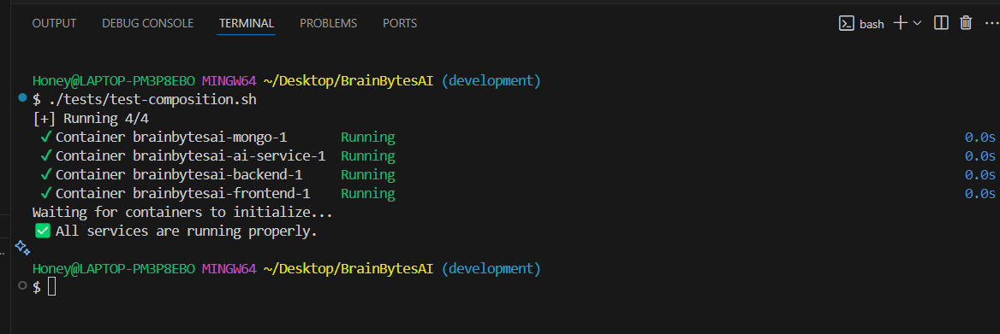 OUTPUT DEBUG CONSOLE TERMINAL PROBLEMS PORTS bash
Honey@LAPTOP-PM3P8EBO MINGW64 ~/Desktop/BrainBytesAI (development)
$ ./tests/test-composition.sh
[+] Running 4/4
✓ Container brainbytesai-mongo-1 Running 0.0s
✓ Container brainbytesai-ai-service-1 Running 0.0s
✓ Container brainbytesai-backend-1 Running 0.0s
✓ Container brainbytesai-frontend-1 Running 0.0s
Waiting for containers to initialize...
✅ All services are running properly.
Honey@LAPTOP-PM3P8EBO MINGW64 ~/Desktop/BrainBytesAI (development)
$